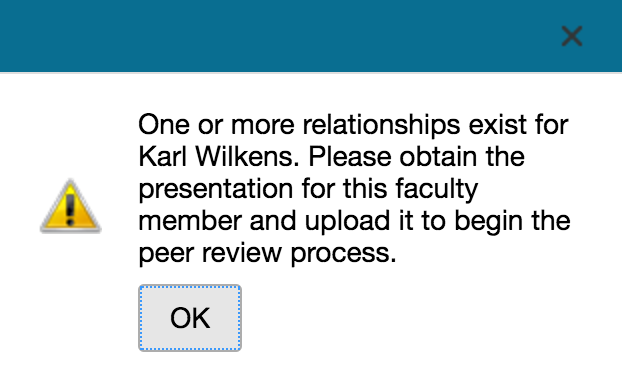 One or more relationships exist for
Karl Wilkens. Please obtain the
presentation for this faculty
member and upload it to begin the
peer review process.
OK